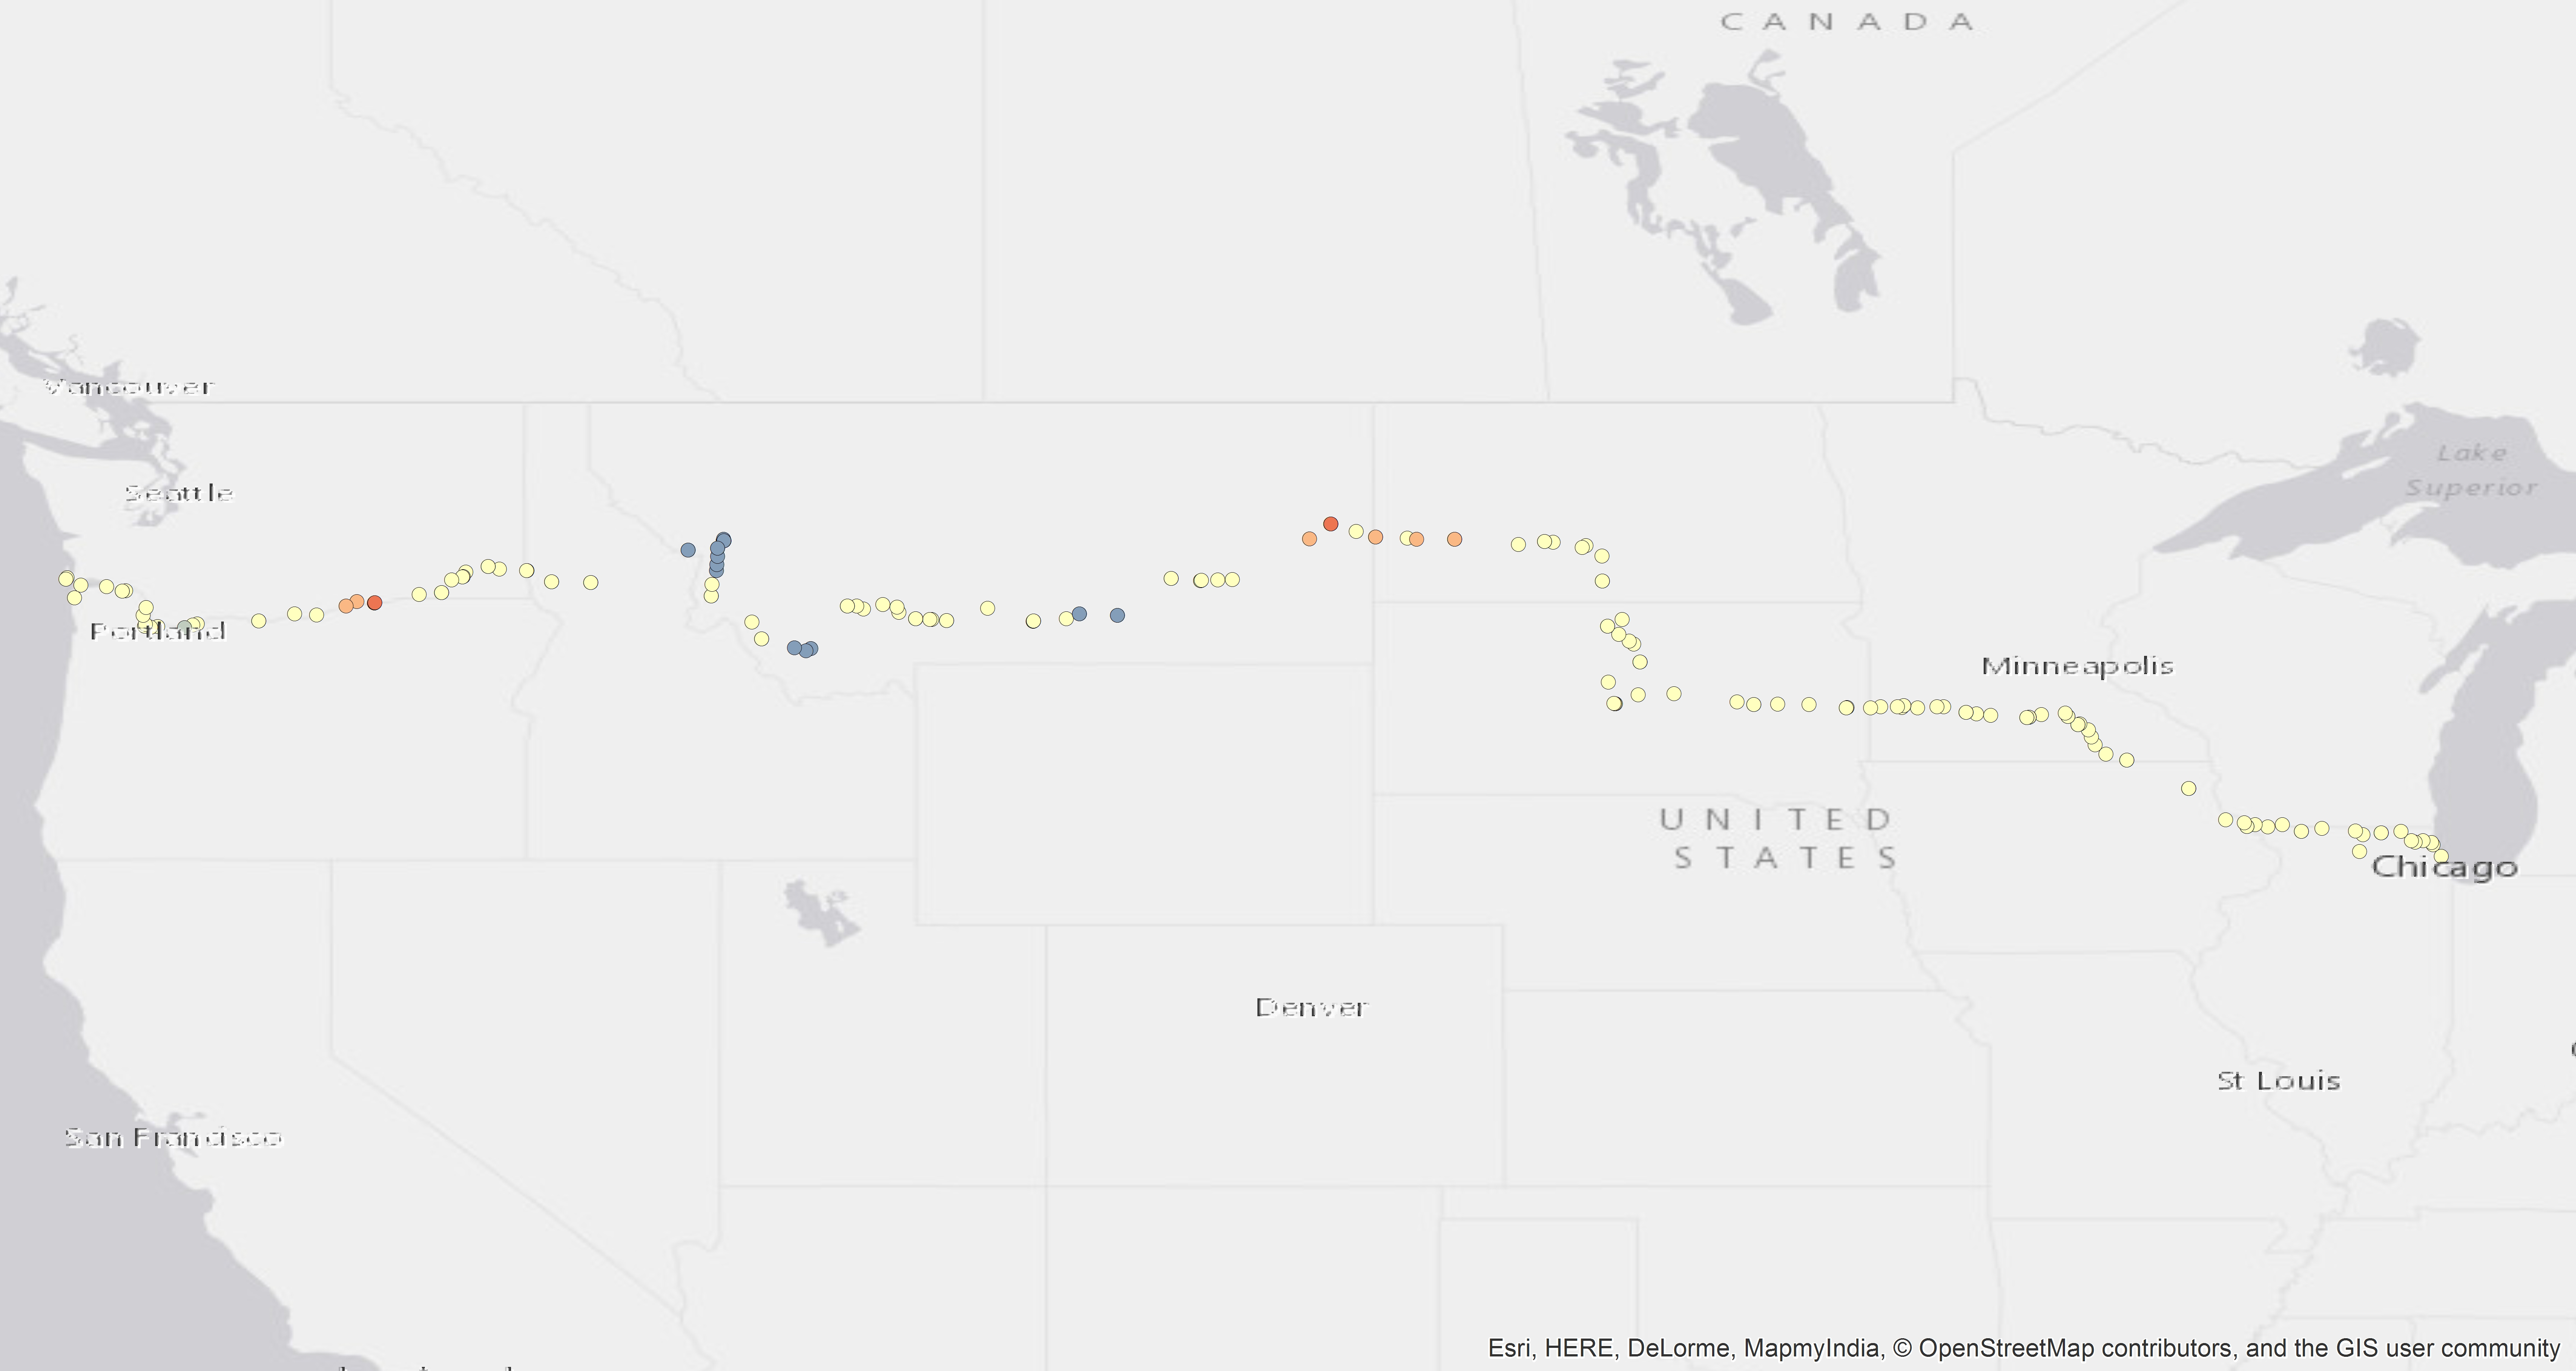 CANADA
Vancouver
Seattle
Lake
Superior
Portland
Minneapolis
UNITED
STATES
Chicago
Denver
St Louis
San Francisco
Esri, HERE, DeLorme, MapmyIndia, © OpenStreetMap contributors, and the GIS user community